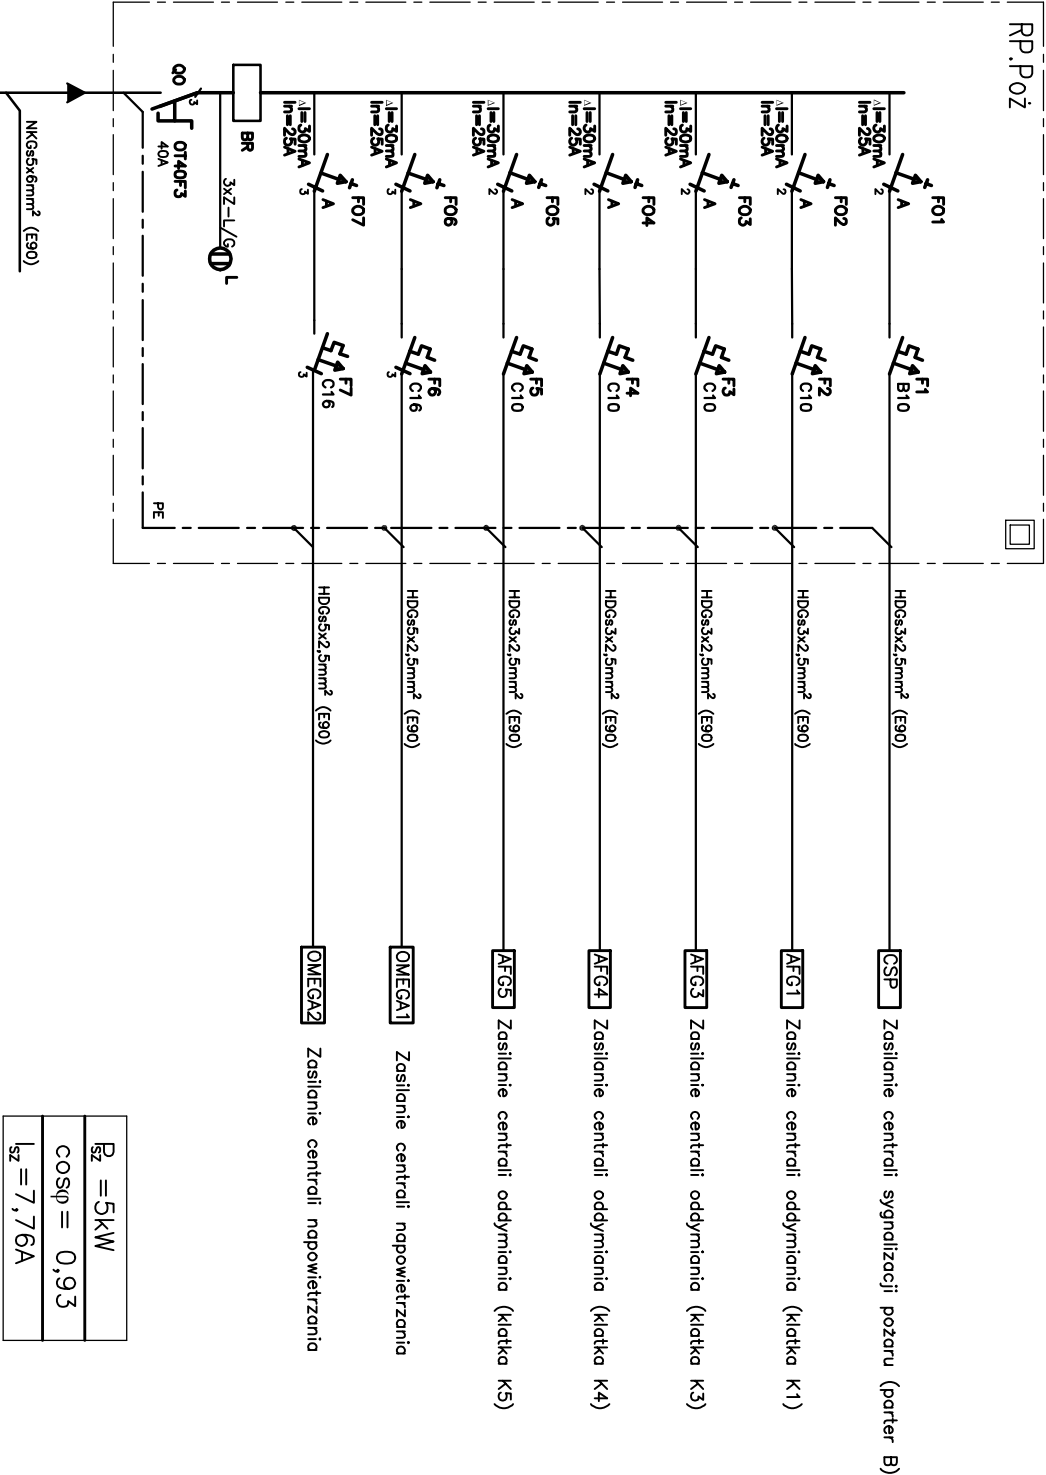 RP.Poż
FO1
A
2
ΔI=30mA
In=25A
F1
B10
HDGs3x2,5mm² (E90)
CSP
Zasilanie centrali sygnalizacji pożaru (parter B)
FO2
A
2
ΔI=30mA
In=25A
F2
C10
HDGs3x2,5mm² (E90)
AFG1
Zasilanie centrali oddymiania (klatka K1)
FO3
A
2
ΔI=30mA
In=25A
F3
C10
HDGs3x2,5mm² (E90)
AFG3
Zasilanie centrali oddymiania (klatka K3)
FO4
A
2
ΔI=30mA
In=25A
F4
C10
HDGs3x2,5mm² (E90)
AFG4
Zasilanie centrali oddymiania (klatka K4)
FO5
A
2
ΔI=30mA
In=25A
F5
C10
HDGs3x2,5mm² (E90)
AFG5
Zasilanie centrali oddymiania (klatka K5)
FO6
A
3
ΔI=30mA
In=25A
F6
C16
3
HDGs5x2,5mm² (E90)
OMEGA1
Zasilanie centrali napowietrzania
FO7
A
3
ΔI=30mA
In=25A
F7
C16
3
HDGs5x2,5mm² (E90)
OMEGA2
Zasilanie centrali napowietrzania
BR
3xZ-L/G
L
QO
3
OT40F3
40A
PE
NKGs5x6mm² (E90)
Psz =5kW
cosφ= 0,93
Isz =7,76A